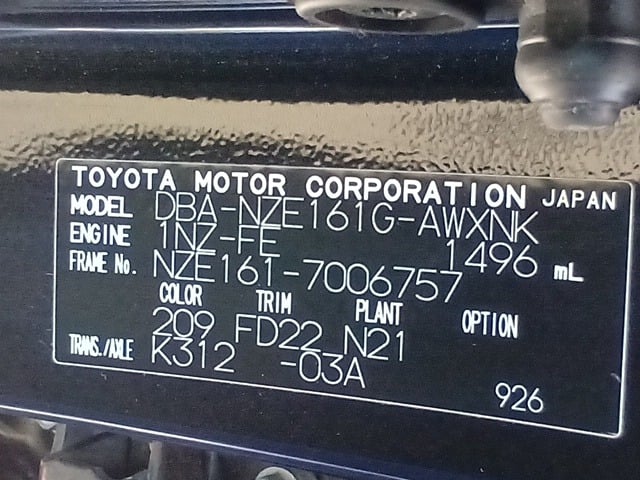 TOYOTA MOTOR CORPORATION JAPAN
MODEL DBA-NZE161G-AWXNK
ENGINE 1NZ-FE 1496 mL
FRAME No. NZE161-7006757
COLOR TRIM PLANT OPTION
209 FD22 N21
TRANS./AXLE K312 -03A
926